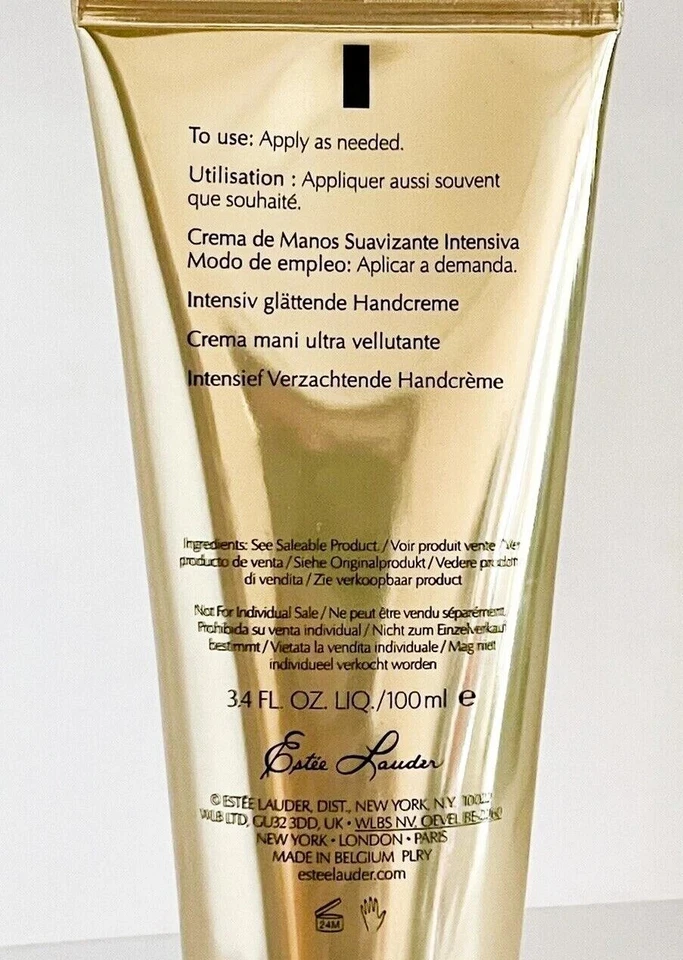 To use: Apply as needed.
Utilisation : Appliquer aussi souvent
que souhaité.
Crema de Manos Suavizante Intensiva
Modo de empleo: Aplicar a demanda.
Intensiv glättende Handcreme
Crema mani ultra vellutante
Intensief Verzachtende Handcrème
Ingredients: See Saleable Product. / Voir produit vente / Ver
producto de venta / Siehe Originalprodukt / Vedere
di vendita / Zie verkoopbaar product
Not For Individual Sale / Ne peut être vendu séparément.
Prohibida su venta individual / Nicht zum Einzelverkauf
bestimmt / Vietata la vendita individuale / Mag niet
individueel verkocht worden
3.4 FL. OZ. LIQ./100ml e
Estée Lauder
© ESTÉE LAUDER, DIST., NEW YORK, N.Y.
WLB LTD, GU32 3DD, UK • WLBS NV, OEVEL
NEW YORK • LONDON • PARIS
MADE IN BELGIUM PLRY
esteelauder.com
24M